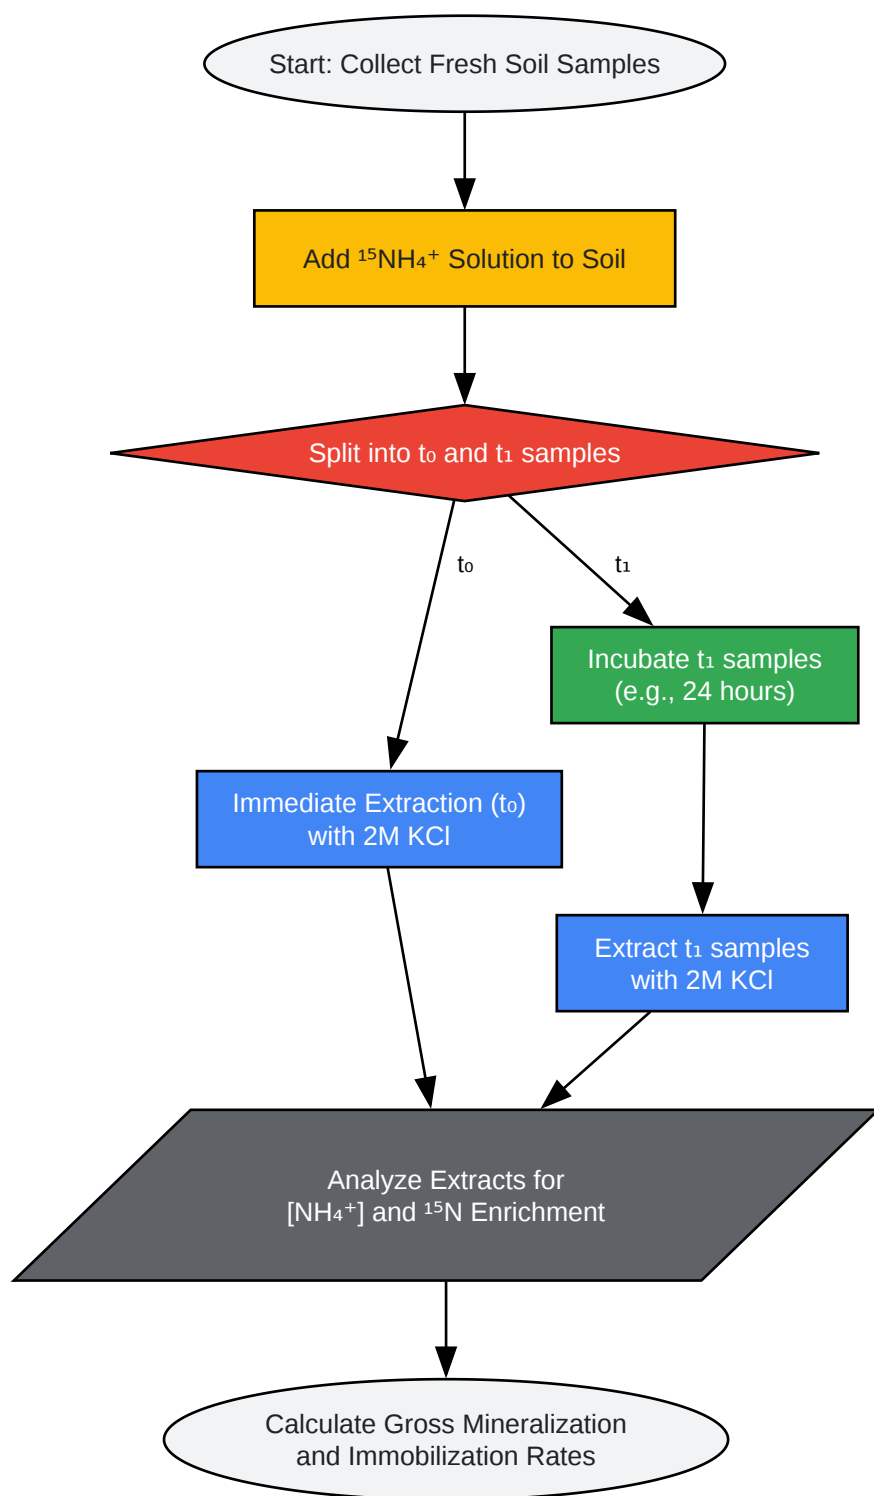 Start: Collect Fresh Soil Samples
Add ¹⁵NH₄⁺ Solution to Soil
Split into t₀ and t₁ samples
t₀
t₁
Incubate t₁ samples
(e.g., 24 hours)
Immediate Extraction (t₀)
with 2M KCl
Extract t₁ samples
with 2M KCl
Analyze Extracts for
[NH₄⁺] and ¹⁵N Enrichment
Calculate Gross Mineralization
and Immobilization Rates